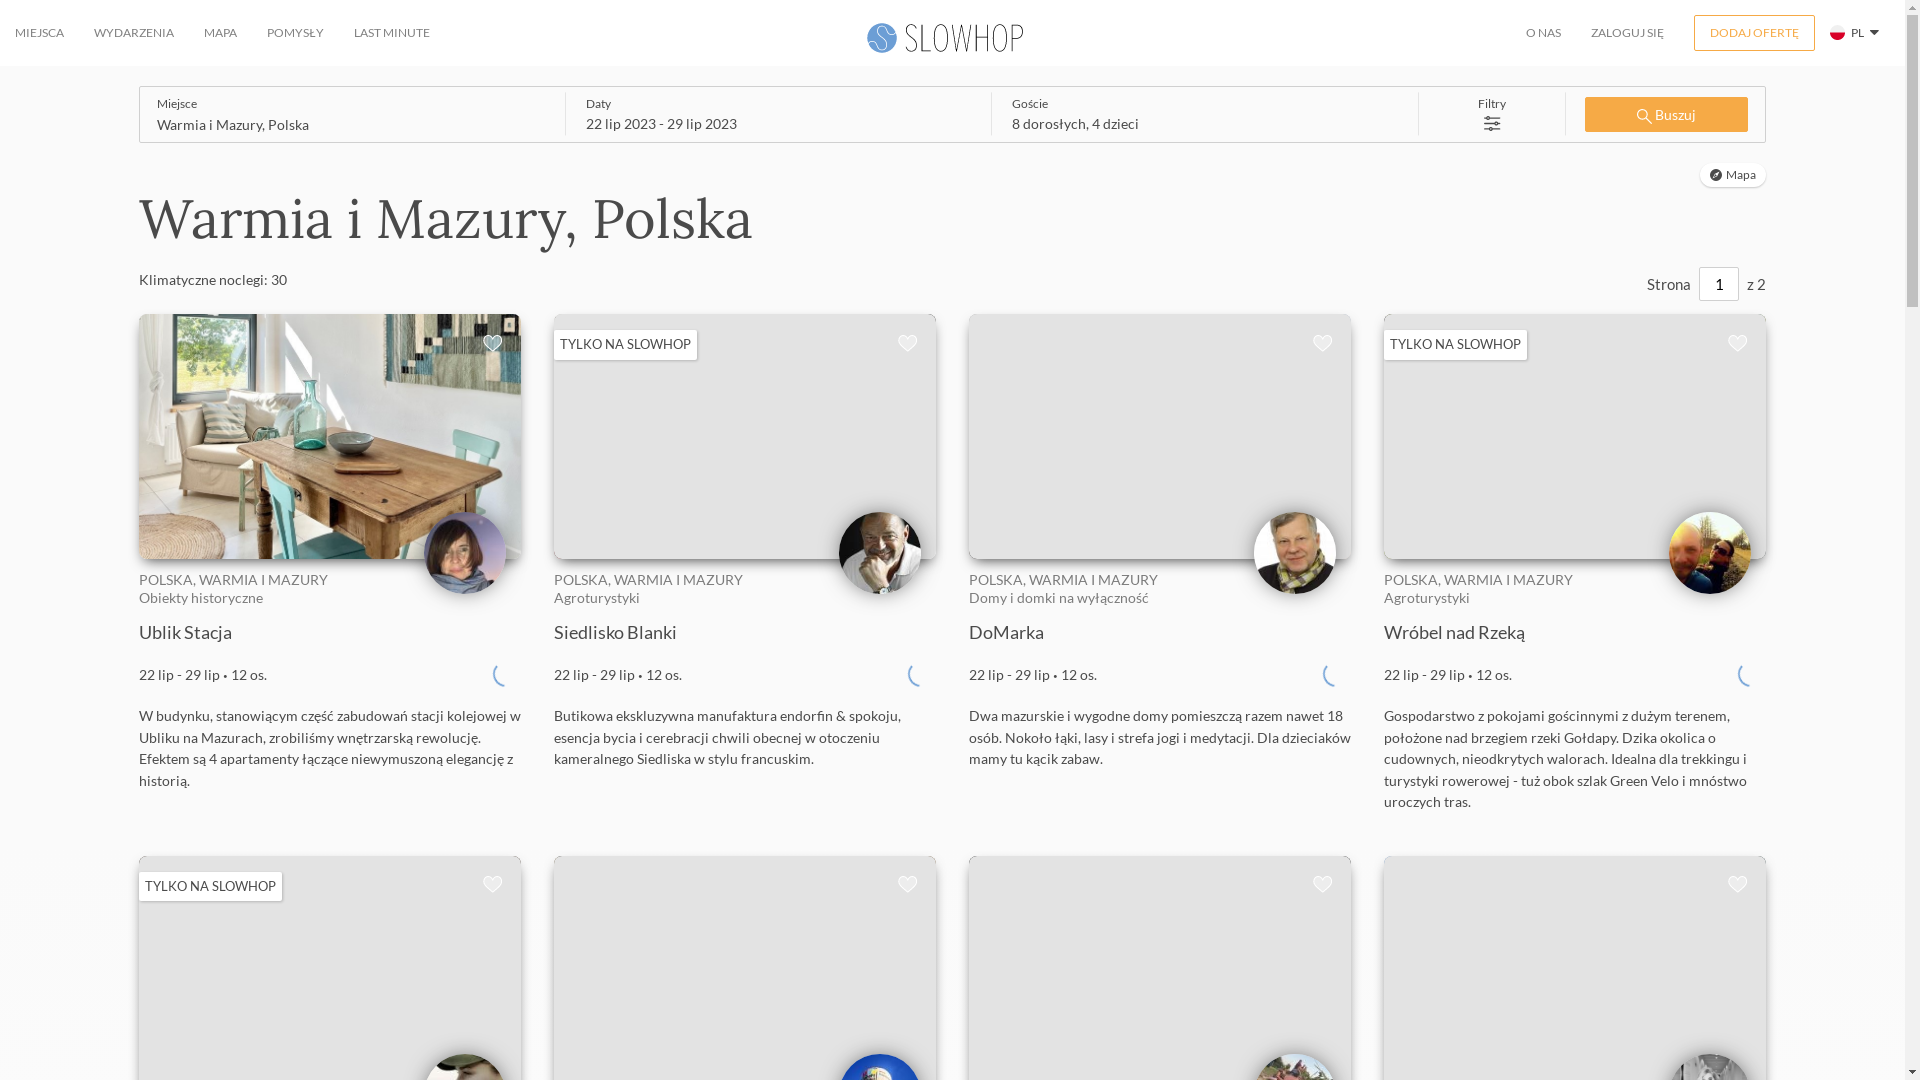 MIEJSCA
WYDARZENIA
MAPA
POMYSŁY
LAST MINUTE
SLOWHOP
O NAS
ZALOGUJ SIĘ
DODAJ OFERTĘ
PL
Miejsce
Warmia i Mazury, Polska
Daty
22 lip 2023 - 29 lip 2023
Goście
8 dorosłych, 4 dzieci
Filtry
Buszuj
Mapa
Warmia i Mazury, Polska
Klimatyczne noclegi: 30
Strona 1 z 2
POLSKA, WARMIA I MAZURY
Obiekty historyczne
Ublik Stacja
22 lip - 29 lip • 12 os.
W budynku, stanowiącym część zabudowań stacji kolejowej w
Ubliku na Mazurach, zrobiliśmy wnętrzarską rewolucję.
Efektem są 4 apartamenty łączące niewymuszoną elegancję z
historią.
TYLKO NA SLOWHOP
POLSKA, WARMIA I MAZURY
Agroturystyki
Siedlisko Blanki
22 lip - 29 lip • 12 os.
Butikowa ekskluzywna manufaktura endorfin & spokoju,
esencja bycia i cerebracji chwili obecnej w otoczeniu
kameralnego Siedliska w stylu francuskim.
POLSKA, WARMIA I MAZURY
Domy i domki na wyłączność
DoMarka
22 lip - 29 lip • 12 os.
Dwa mazurskie i wygodne domy pomieszczą razem nawet 18
osób. Nokoło łąki, lasy i strefa jogi i medytacji. Dla dzieciaków
mamy tu kącik zabaw.
TYLKO NA SLOWHOP
POLSKA, WARMIA I MAZURY
Agroturystyki
Wróbel nad Rzeką
22 lip - 29 lip • 12 os.
Gospodarstwo z pokojami gościnnymi z dużym terenem,
położone nad brzegiem rzeki Gołdapy. Dzika okolica o
cudownych, nieodkrytych walorach. Idealna dla trekkingu i
turystyki rowerowej - tuż obok szlak Green Velo i mnóstwo
uroczych tras.
TYLKO NA SLOWHOP